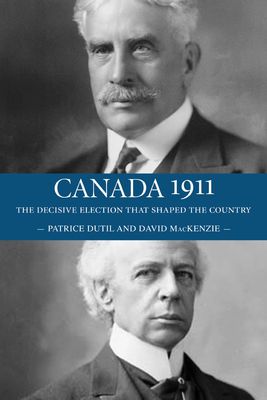 CANADA 1911
THE DECISIVE ELECTION THAT SHAPED THE COUNTRY
— PATRICE DUTIL AND DAVID MACKENZIE —